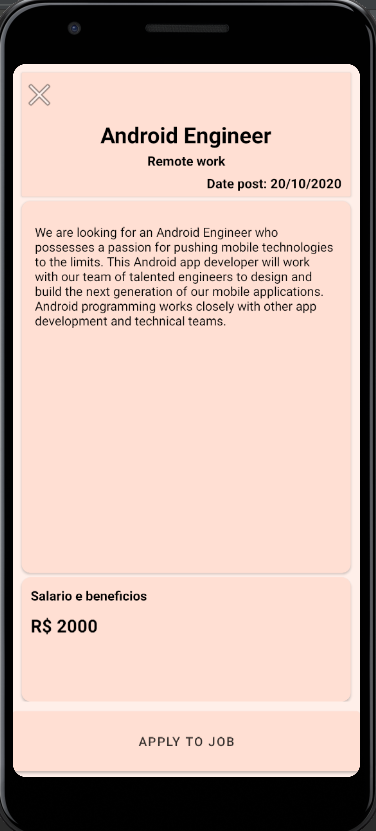 Android Engineer
Remote work
Date post: 20/10/2020
We are looking for an Android Engineer who
possesses a passion for pushing mobile technologies
to the limits. This Android app developer will work
with our team of talented engineers to design and
build the next generation of our mobile applications.
Android programming works closely with other app
development and technical teams.
Salario e beneficios
R$ 2000
APPLY TO JOB